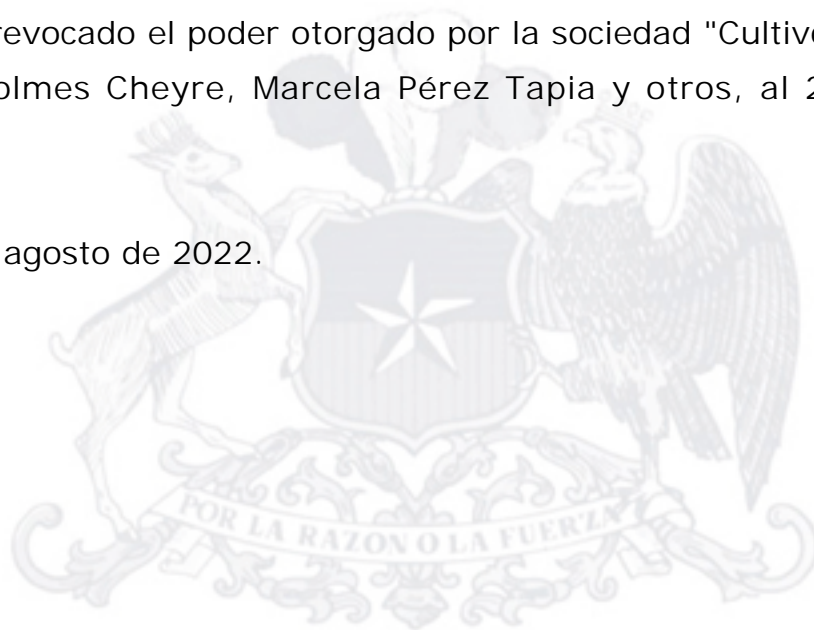 revocado el poder otorgado por la sociedad "Cultivo
olmes Cheyre, Marcela Pérez Tapia y otros, al 2
agosto de 2022.
POR LA RAZON O LA FUERZA